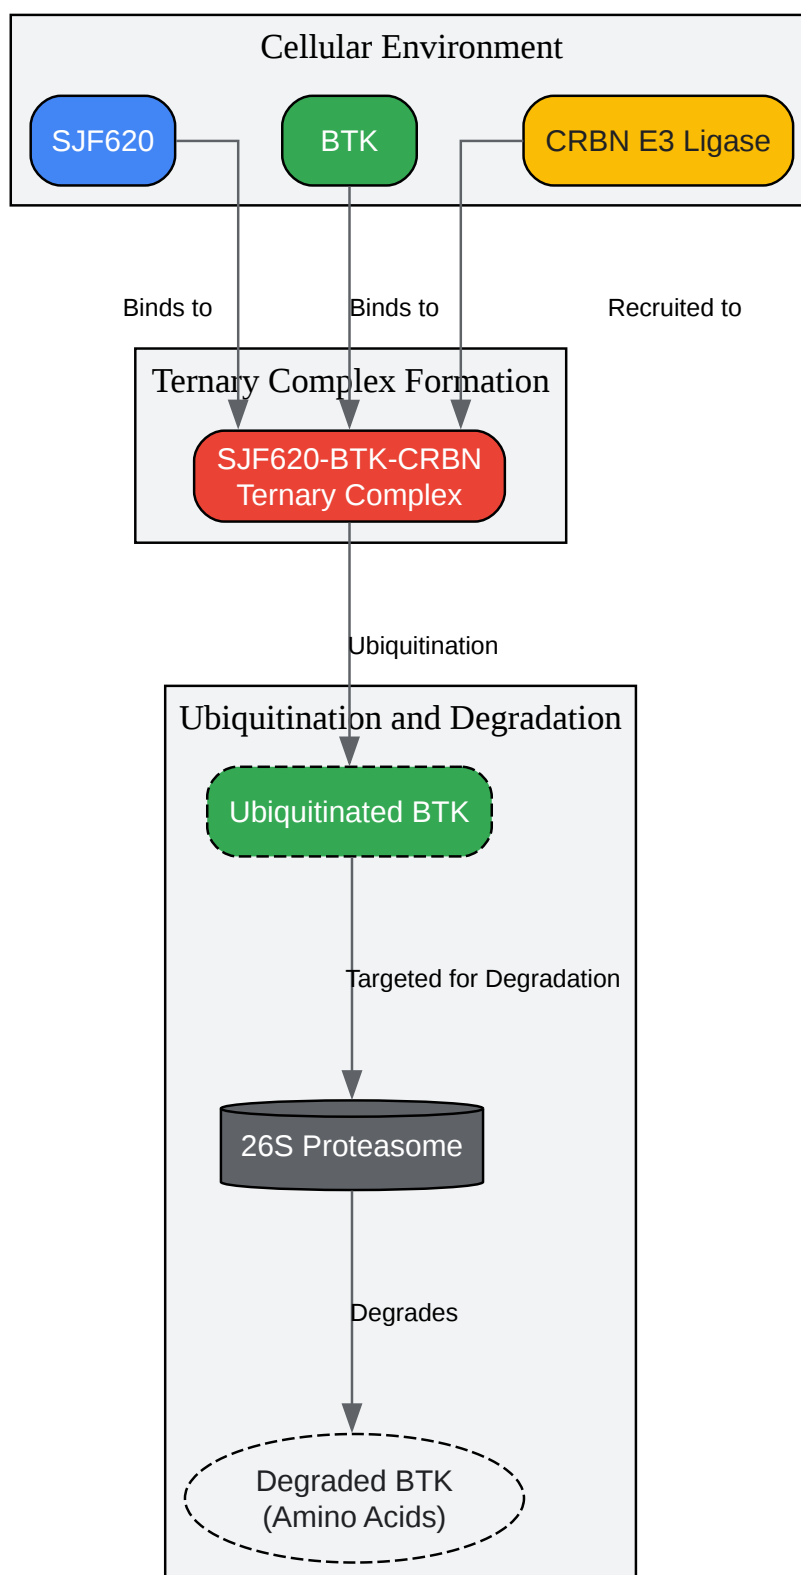 Cellular Environment
SJF620
BTK
CRBN E3 Ligase
Binds to
Binds to
Recruited to
Ternary Complex Formation
SJF620-BTK-CRBN
Ternary Complex
Ubiquitination
Ubiquitination and Degradation
Ubiquitinated BTK
Targeted for Degradation
26S Proteasome
Degrades
Degraded BTK
(Amino Acids)